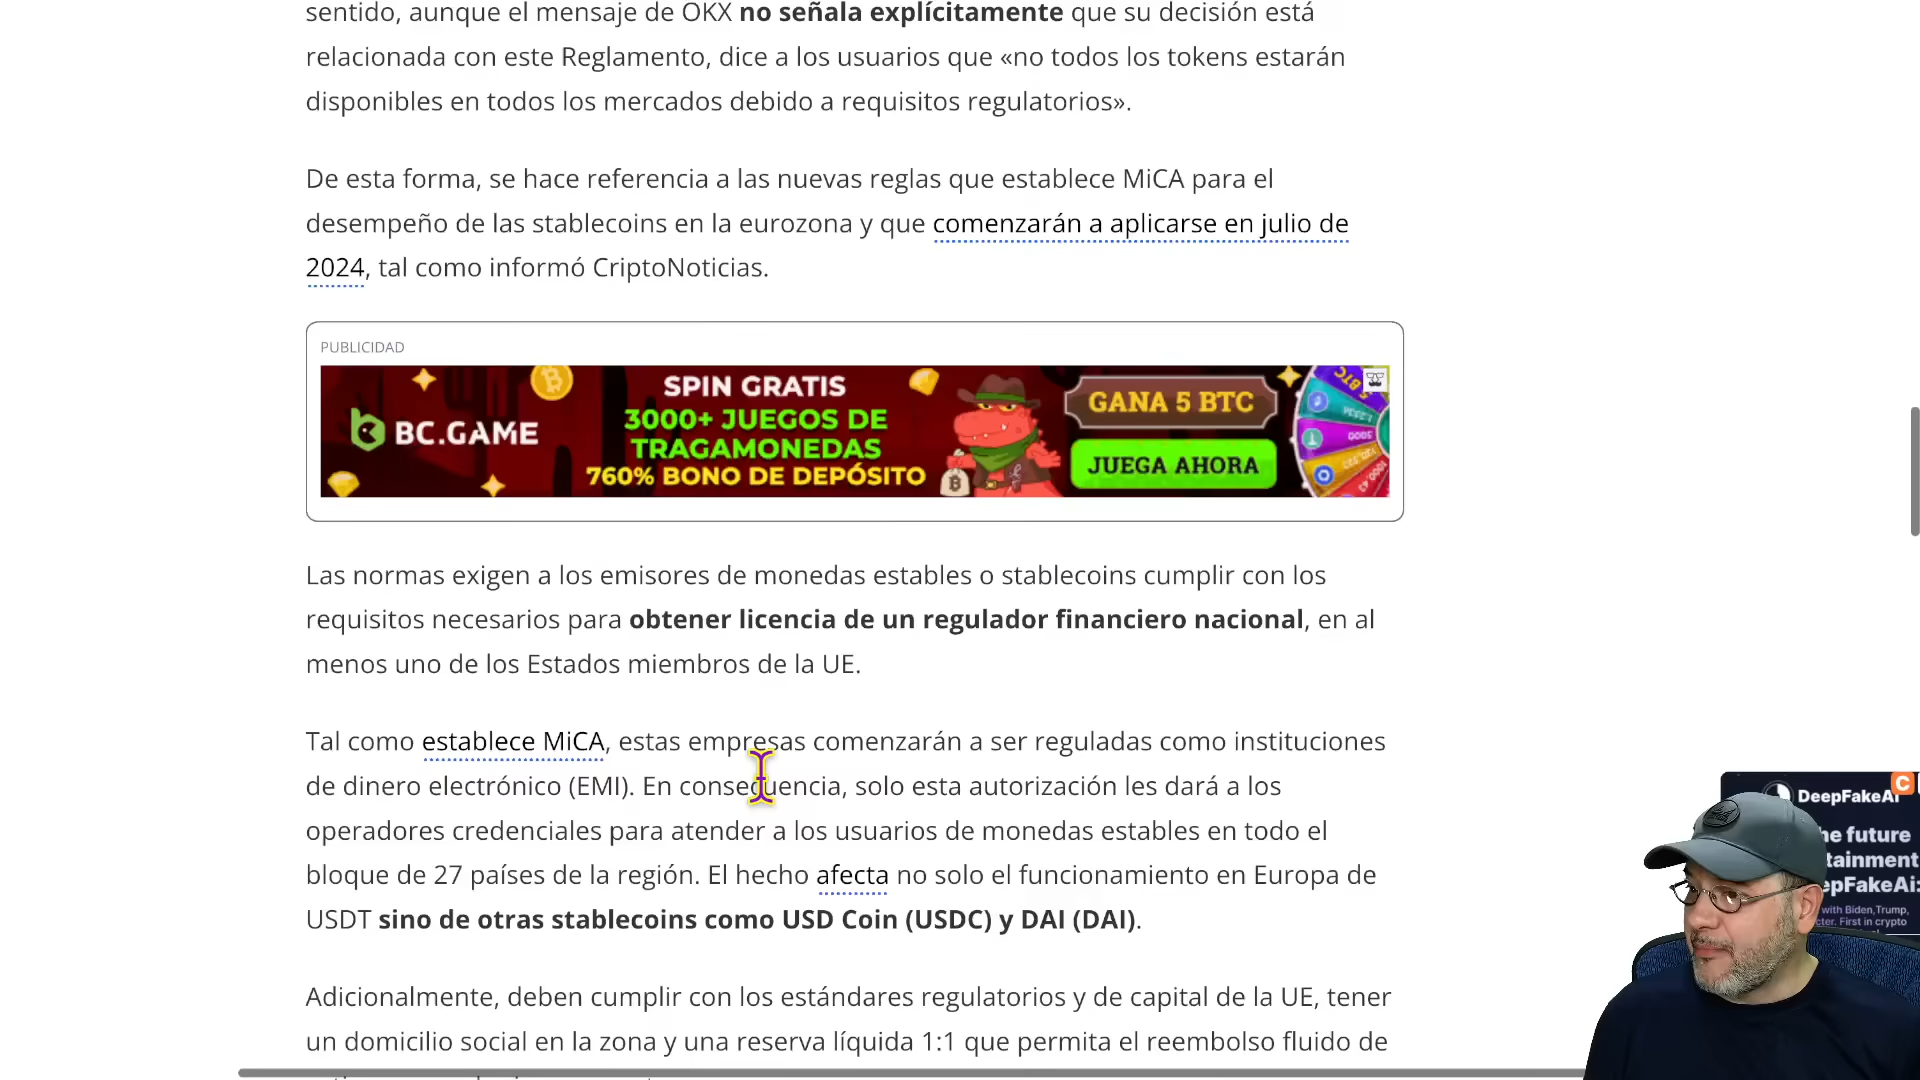 sentido, aunque el mensaje de OKX no señala explícitamente que su decisión está
relacionada con este Reglamento, dice a los usuarios que «no todos los tokens estarán
disponibles en todos los mercados debido a requisitos regulatorios».
De esta forma, se hace referencia a las nuevas reglas que establece MiCA para el
desempeño de las stablecoins en la eurozona y que comenzarán a aplicarse en julio de
2024, tal como informó CriptoNoticias.
PUBLICIDAD
BC.GAME
SPIN GRATIS
3000+ JUEGOS DE
TRAGAMONEDAS
760% BONO DE DEPÓSITO
GANA 5 BTC
JUEGA AHORA
Las normas exigen a los emisores de monedas estables o stablecoins cumplir con los
requisitos necesarios para obtener licencia de un regulador financiero nacional, en al
menos uno de los Estados miembros de la UE.
Tal como establece MiCA, estas empresas comenzarán a ser reguladas como instituciones
de dinero electrónico (EMI). En consecuencia, solo esta autorización les dará a los
operadores credenciales para atender a los usuarios de monedas estables en todo el
bloque de 27 países de la región. El hecho afecta no solo el funcionamiento en Europa de
USDT sino de otras stablecoins como USD Coin (USDC) y DAI (DAI).
Adicionalmente, deben cumplir con los estándares regulatorios y de capital de la UE, tener
un domicilio social en la zona y una reserva líquida 1:1 que permita el reembolso fluido de
DeepFakeAI
he future
tainment
epFakeAi:
with Biden,Trump,
cter. First in crypto